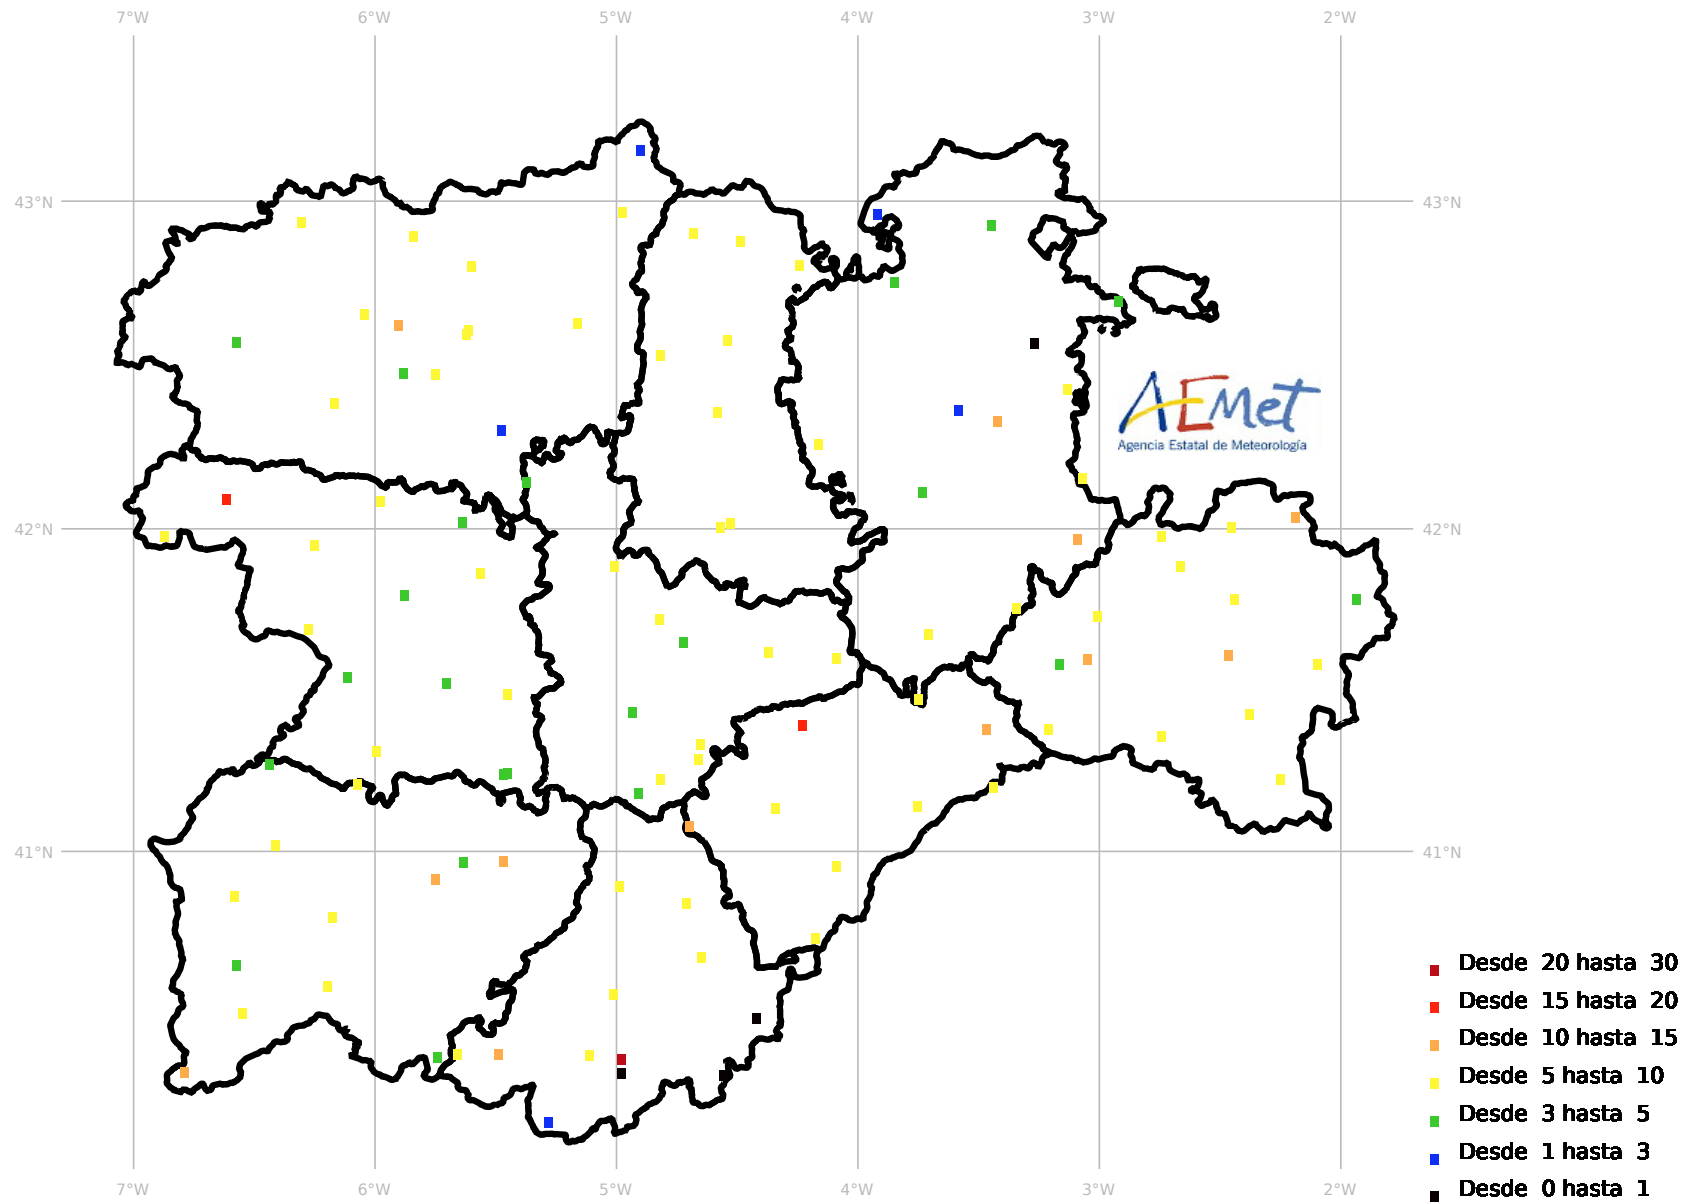 7°W 6°W 5°W 4°W 3°W 2°W
43°N 43°N
AEMet
Agencia Estatal de Meteorología
42°N 42°N
41°N 41°N
Desde 20 hasta 30
Desde 15 hasta 20
Desde 10 hasta 15
Desde 5 hasta 10
Desde 3 hasta 5
Desde 1 hasta 3
Desde 0 hasta 1
7°W 6°W 5°W 4°W 3°W 2°W